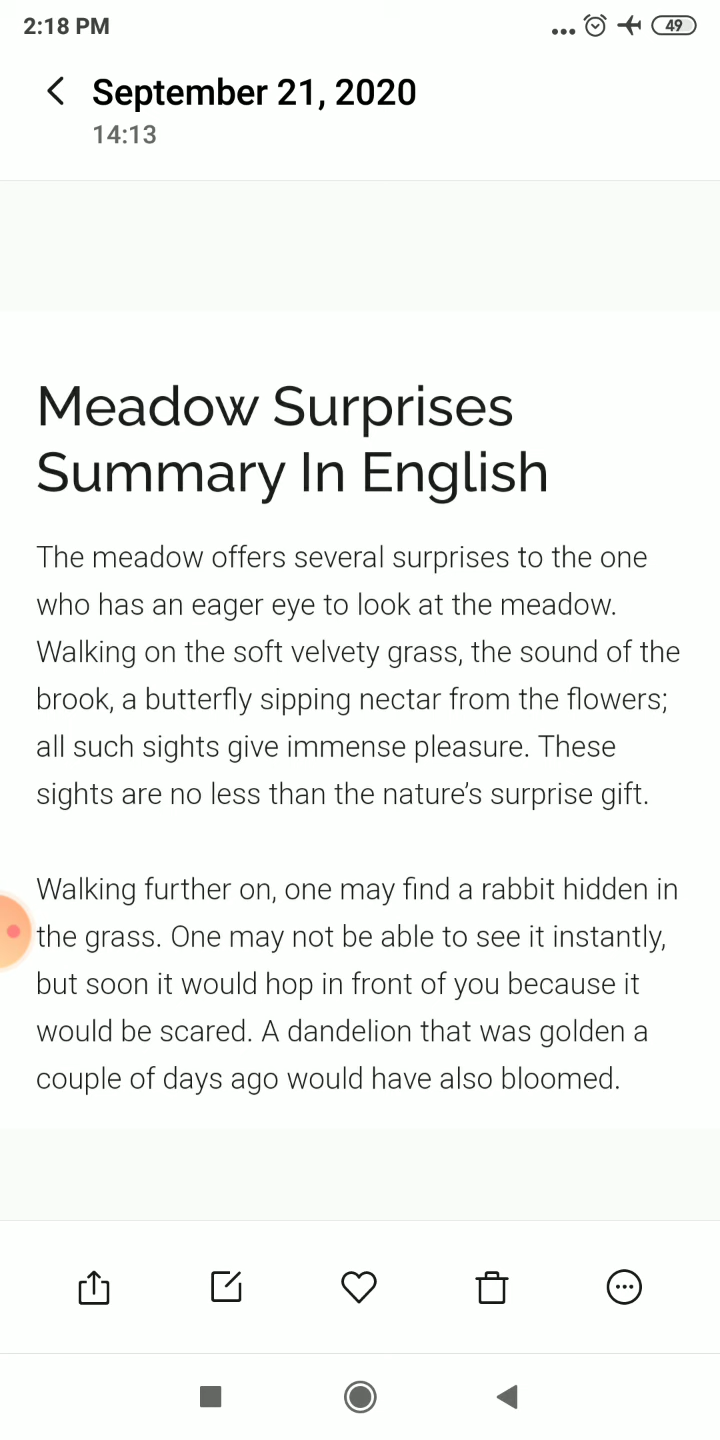 2:18 PM
49
September 21, 2020
14:13
Meadow Surprises
Summary In English
The meadow offers several surprises to the one
who has an eager eye to look at the meadow.
Walking on the soft velvety grass, the sound of the
brook, a butterfly sipping nectar from the flowers;
all such sights give immense pleasure. These
sights are no less than the nature’s surprise gift.
Walking further on, one may find a rabbit hidden in
the grass. One may not be able to see it instantly,
but soon it would hop in front of you because it
would be scared. A dandelion that was golden a
couple of days ago would have also bloomed.